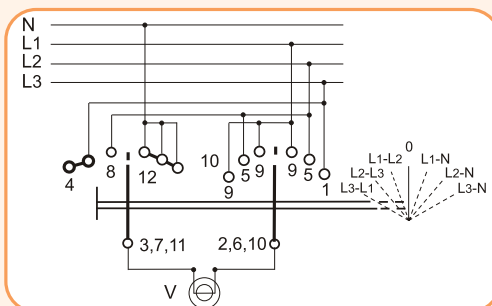 N
L1
L2
L3
0
L1-L2 L1-N
L2-L3 L2-N
L3-L1 L3-N
4 8 12 10 9 5 9 9 5 1
3,7,11 2,6,10
V